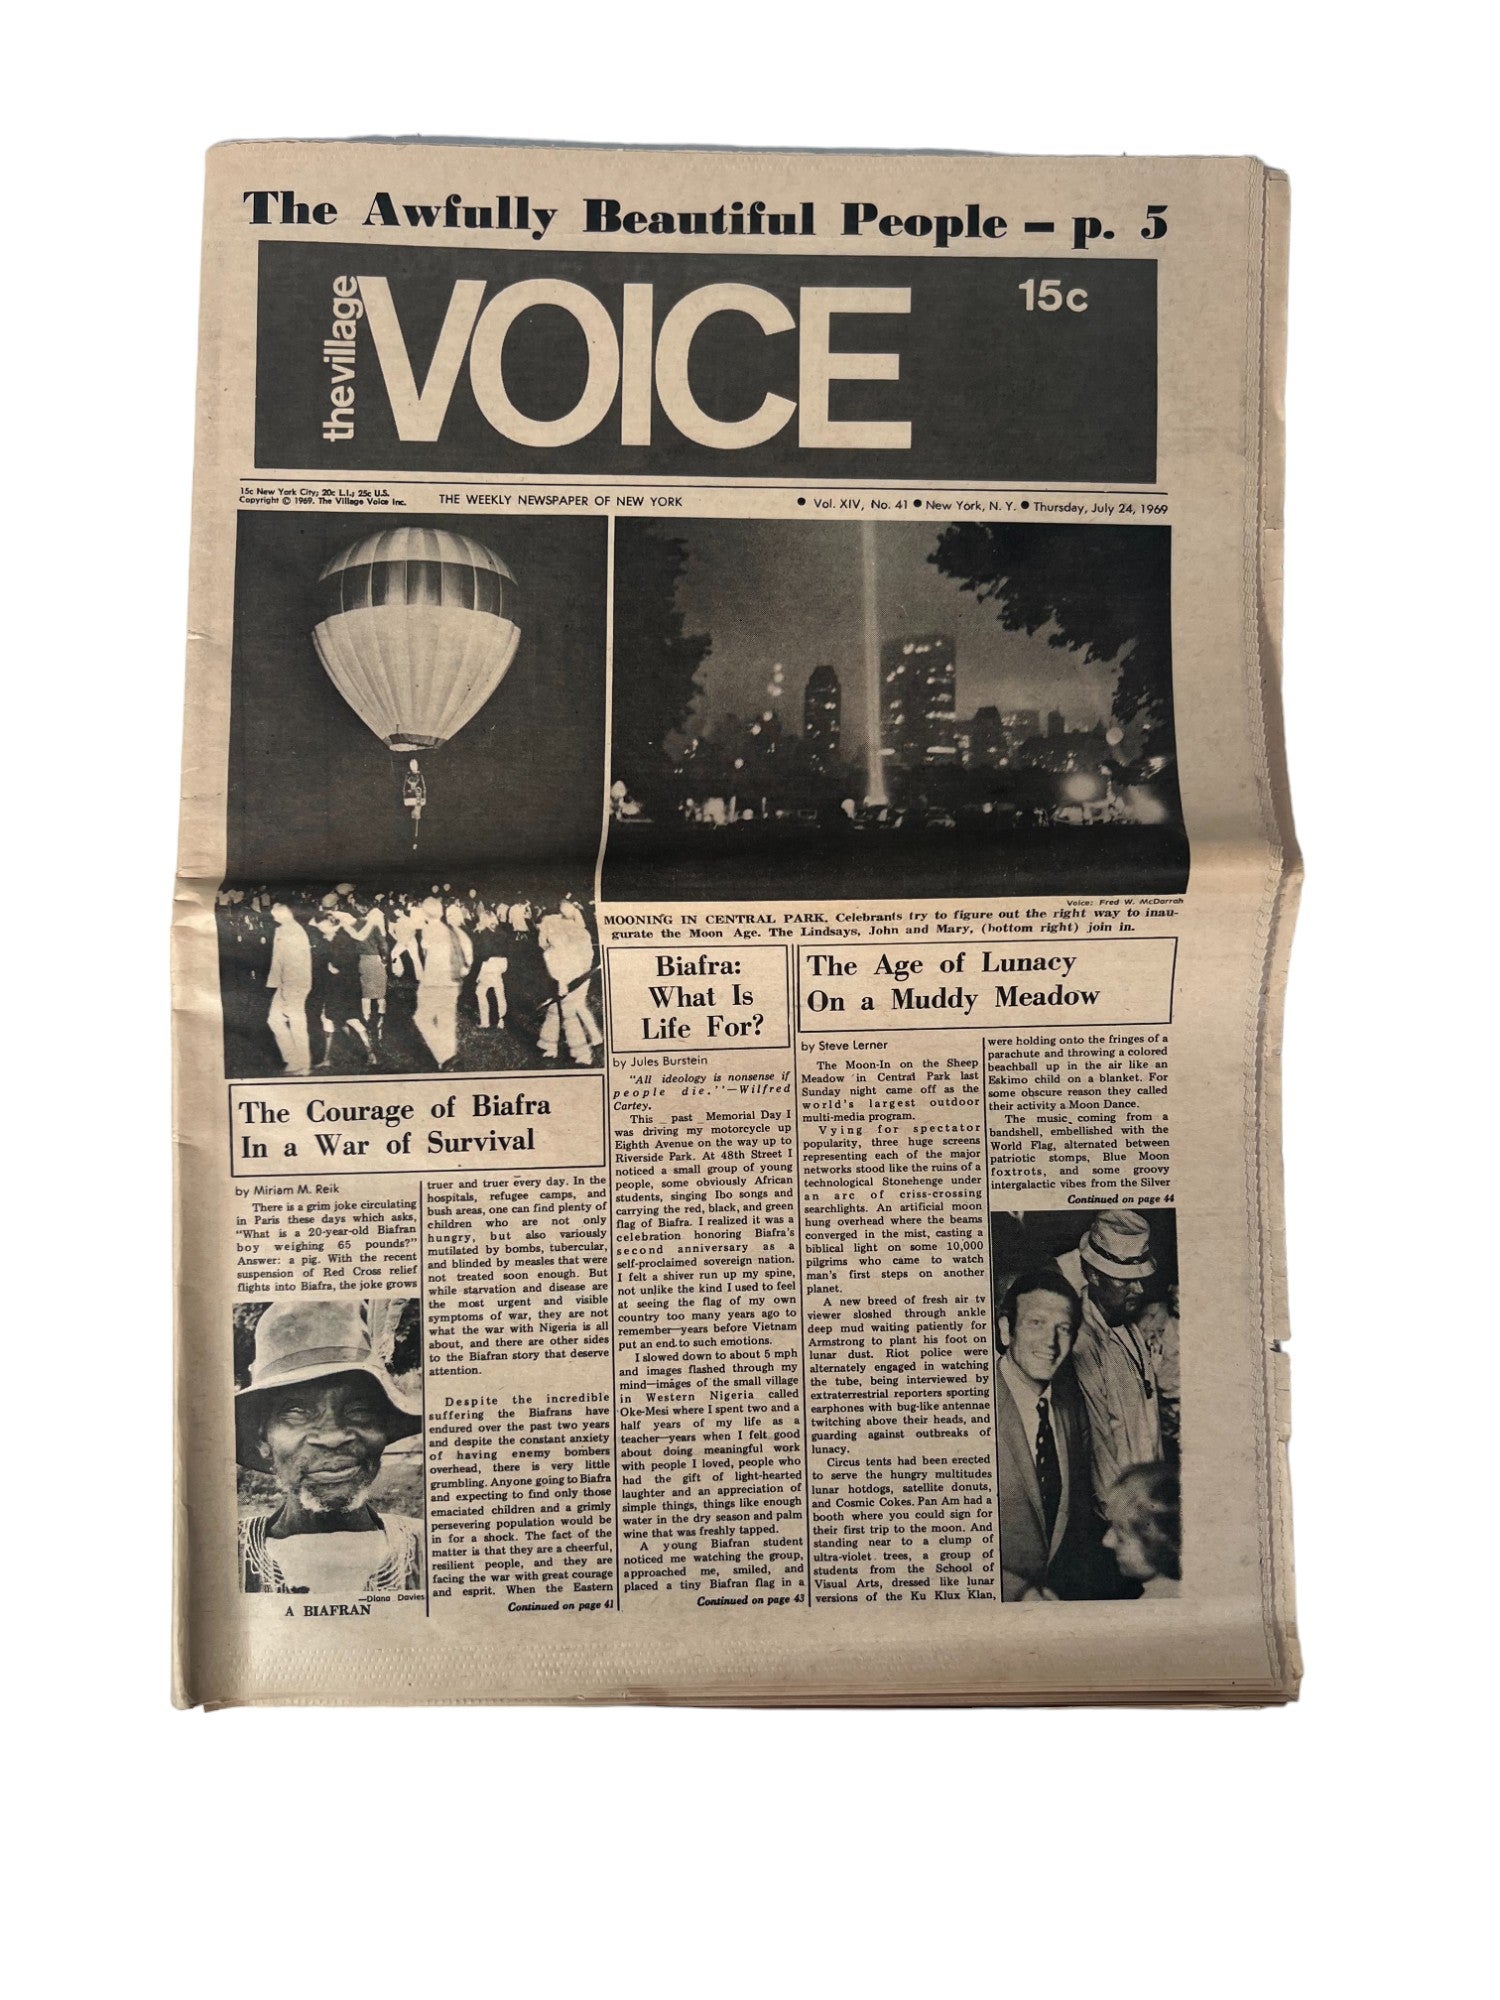 The Awfully Beautiful People — p. 5
the village VOICE
15c
15c New York City; 20c L.I.; 25c U.S.
Copyright © 1969. The Village Voice Inc.
THE WEEKLY NEWSPAPER OF NEW YORK
● Vol. XIV, No. 41 ● New York, N. Y. ● Thursday, July 24, 1969
Voice: Fred W. McDarrah
MOONING IN CENTRAL PARK. Celebrants try to figure out the right way to inau-
gurate the Moon Age. The Lindsays, John and Mary, (bottom right) join in.
The Courage of Biafra
In a War of Survival
by Miriam M. Reik
There is a grim joke circulating
in Paris these days which asks,
"What is a 20-year-old Biafran
boy weighing 65 pounds?"
Answer: a pig. With the recent
suspension of Red Cross relief
flights into Biafra, the joke grows
—Diana Davies
A BIAFRAN
truer and truer every day. In the
hospitals, refugee camps, and
bush areas, one can find plenty of
children who are not only
hungry, but also variously
mutilated by bombs, tubercular,
and blinded by measles that were
not treated soon enough. But
while starvation and disease are
the most urgent and visible
symptoms of war, they are not
what the war with Nigeria is all
about, and there are other sides
to the Biafran story that deserve
attention.
Despite the incredible
suffering the Biafrans have
endured over the past two years
and despite the constant anxiety
of having enemy bombers
overhead, there is very little
grumbling. Anyone going to Biafra
and expecting to find only those
emaciated children and a grimly
persevering population would be
in for a shock. The fact of the
matter is that they are a cheerful,
resilient people, and they are
facing the war with great courage
and esprit. When the Eastern
Continued on page 41
Biafra:
What Is
Life For?
by Jules Burstein
"All ideology is nonsense if
people die."—Wilfred
Cartey.
This past Memorial Day I
was driving my motorcycle up
Eighth Avenue on the way up to
Riverside Park. At 48th Street I
noticed a small group of young
people, some obviously African
students, singing Ibo songs and
carrying the red, black, and green
flag of Biafra. I realized it was a
celebration honoring Biafra's
second anniversary as a
self-proclaimed sovereign nation.
I felt a shiver run up my spine,
not unlike the kind I used to feel
at seeing the flag of my own
country too many years ago to
remember—years before Vietnam
put an end to such emotions.
I slowed down to about 5 mph
and images flashed through my
mind—images of the small village
in Western Nigeria called
Oke-Mesi where I spent two and a
half years of my life as a
teacher—years when I felt good
about doing meaningful work
with people I loved, people who
had the gift of light-hearted
laughter and an appreciation of
simple things, things like enough
water in the dry season and palm
wine that was freshly tapped.
A young Biafran student
noticed me watching the group,
approached me, smiled, and
placed a tiny Biafran flag in a
Continued on page 43
The Age of Lunacy
On a Muddy Meadow
by Steve Lerner
The Moon-In on the Sheep
Meadow in Central Park last
Sunday night came off as the
world's largest outdoor
multi-media program.
Vying for spectator
popularity, three huge screens
representing each of the major
networks stood like the ruins of a
technological Stonehenge under
an arc of criss-crossing
searchlights. An artificial moon
hung overhead where the beams
converged in the mist, casting a
biblical light on some 10,000
pilgrims who came to watch
man's first steps on another
planet.
A new breed of fresh air tv
viewer sloshed through ankle
deep mud waiting patiently for
Armstrong to plant his foot on
lunar dust. Riot police were
alternately engaged in watching
the tube, being interviewed by
extraterrestrial reporters sporting
earphones with bug-like antennae
twitching above their heads, and
guarding against outbreaks of
lunacy.
Circus tents had been erected
to serve the hungry multitudes
lunar hotdogs, satellite donuts,
and Cosmic Cokes. Pan Am had a
booth where you could sign for
their first trip to the moon. And
standing near to a clump of
ultra-violet trees, a group of
students from the School of
Visual Arts, dressed like lunar
versions of the Ku Klux Klan,
were holding onto the fringes of a
parachute and throwing a colored
beachball up in the air like an
Eskimo child on a blanket. For
some obscure reason they called
their activity a Moon Dance.
The music coming from a
bandshell, embellished with the
World Flag, alternated between
patriotic stomps, Blue Moon
foxtrots, and some groovy
intergalactic vibes from the Silver
Continued on page 44